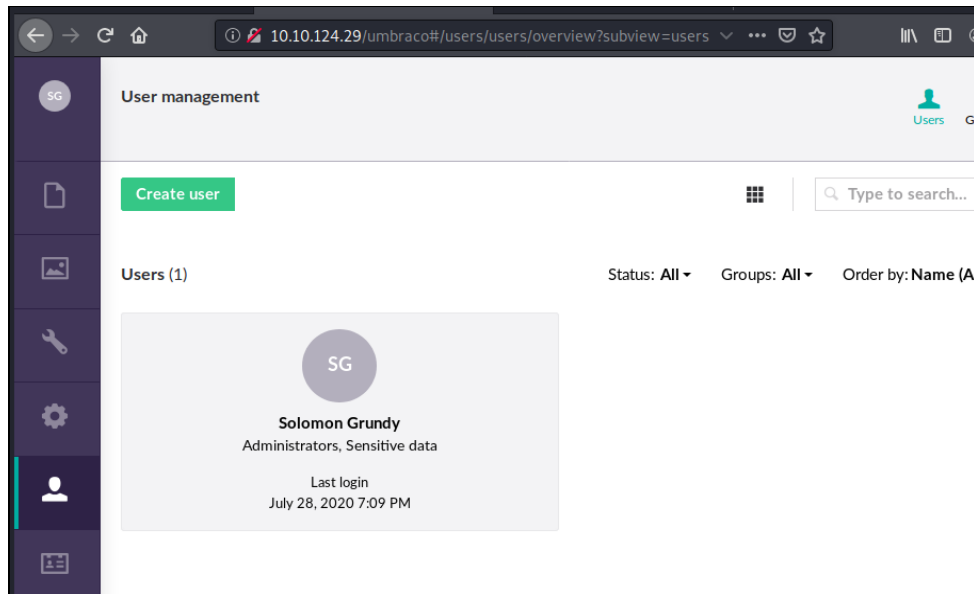 10.10.124.29/umbraco#/users/users/overview?subview=users
SG
User management
Users
G
Create user
Type to search...
Users (1)
Status: All
Groups: All
Order by: Name (A
SG
Solomon Grundy
Administrators, Sensitive data
Last login
July 28, 2020 7:09 PM